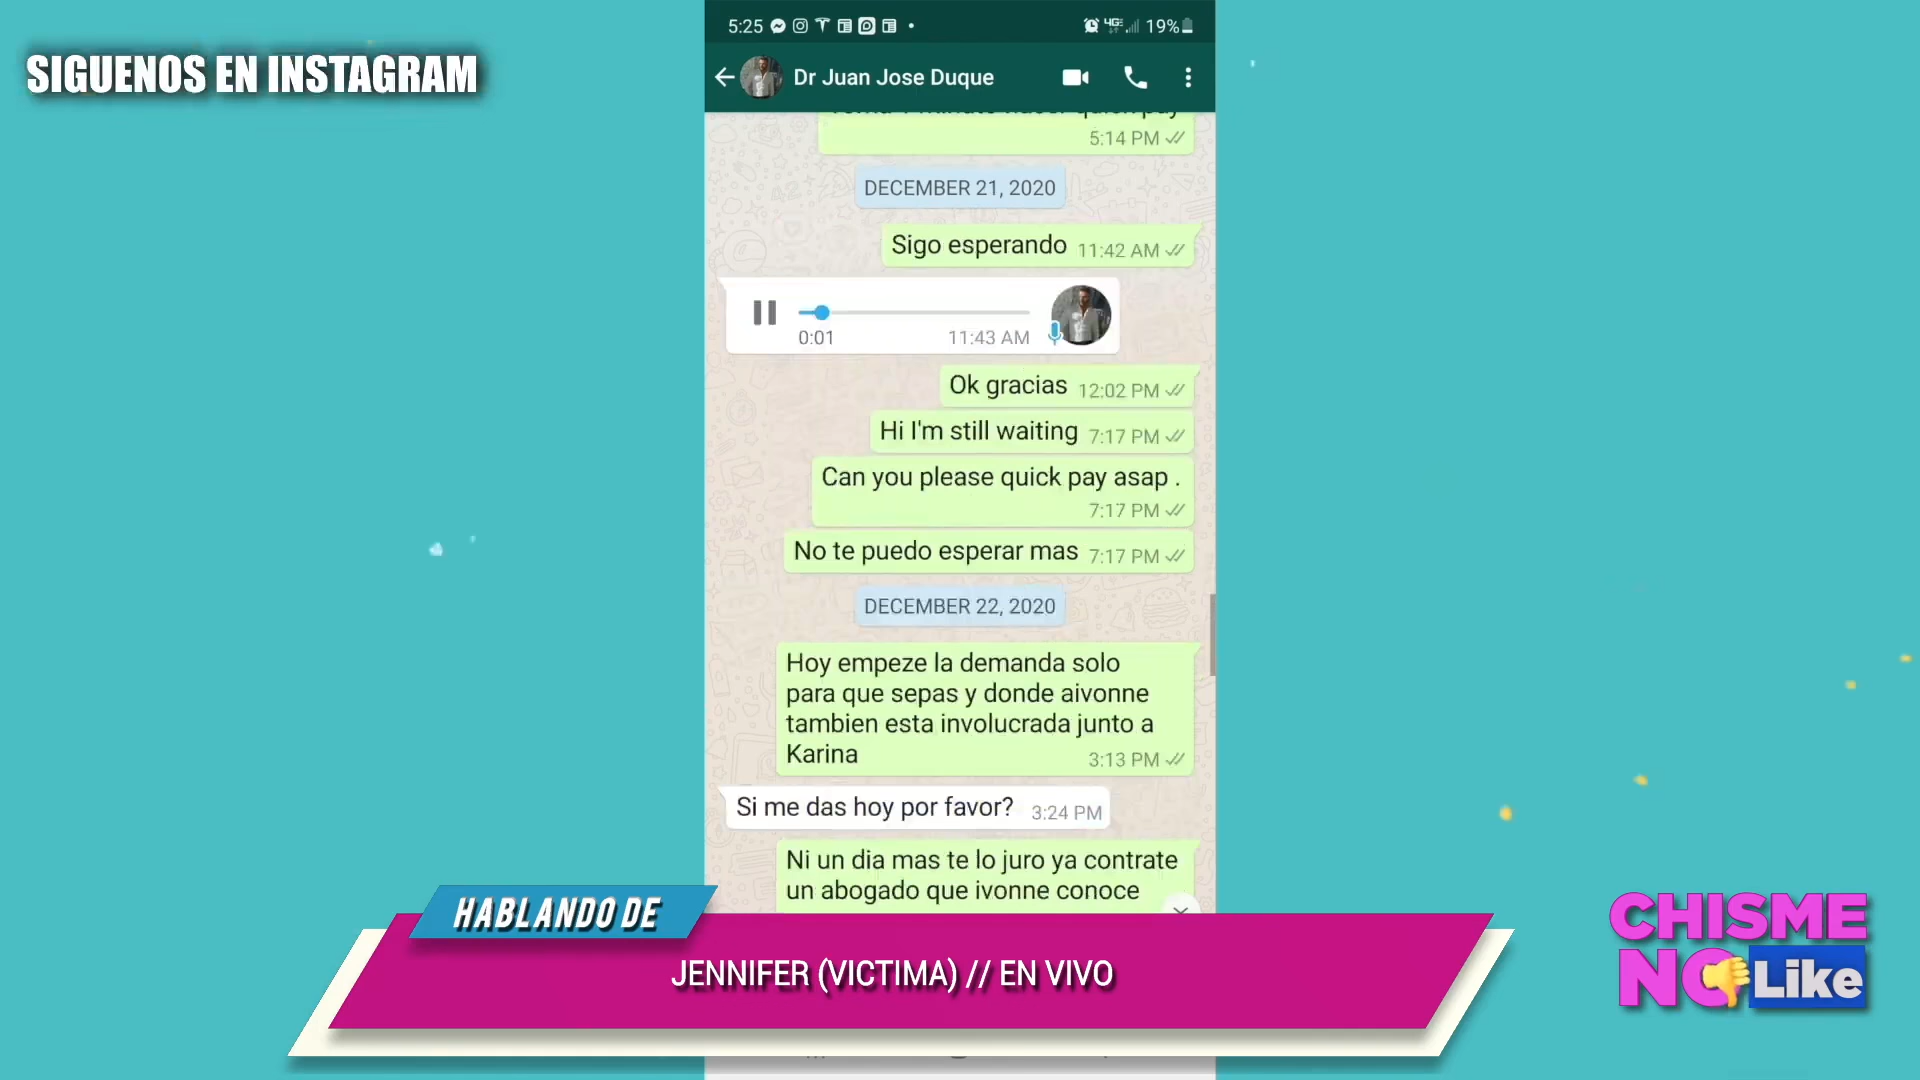 SIGUENOS EN INSTAGRAM
5:25
4GE 19%
Dr Juan Jose Duque
5:14 PM
DECEMBER 21, 2020
Sigo esperando 11:42 AM
0:01 11:43 AM
Ok gracias 12:02 PM
Hi I'm still waiting 7:17 PM
Can you please quick pay asap .
7:17 PM
No te puedo esperar mas 7:17 PM
DECEMBER 22, 2020
Hoy empeze la demanda solo
para que sepas y donde aivonne
tambien esta involucrada junto a
Karina 3:13 PM
Si me das hoy por favor? 3:24 PM
Ni un dia mas te lo juro ya contrate
un abogado que ivonne conoce
HABLANDO DE
JENNIFER (VICTIMA) // EN VIVO
CHISME
NO Like